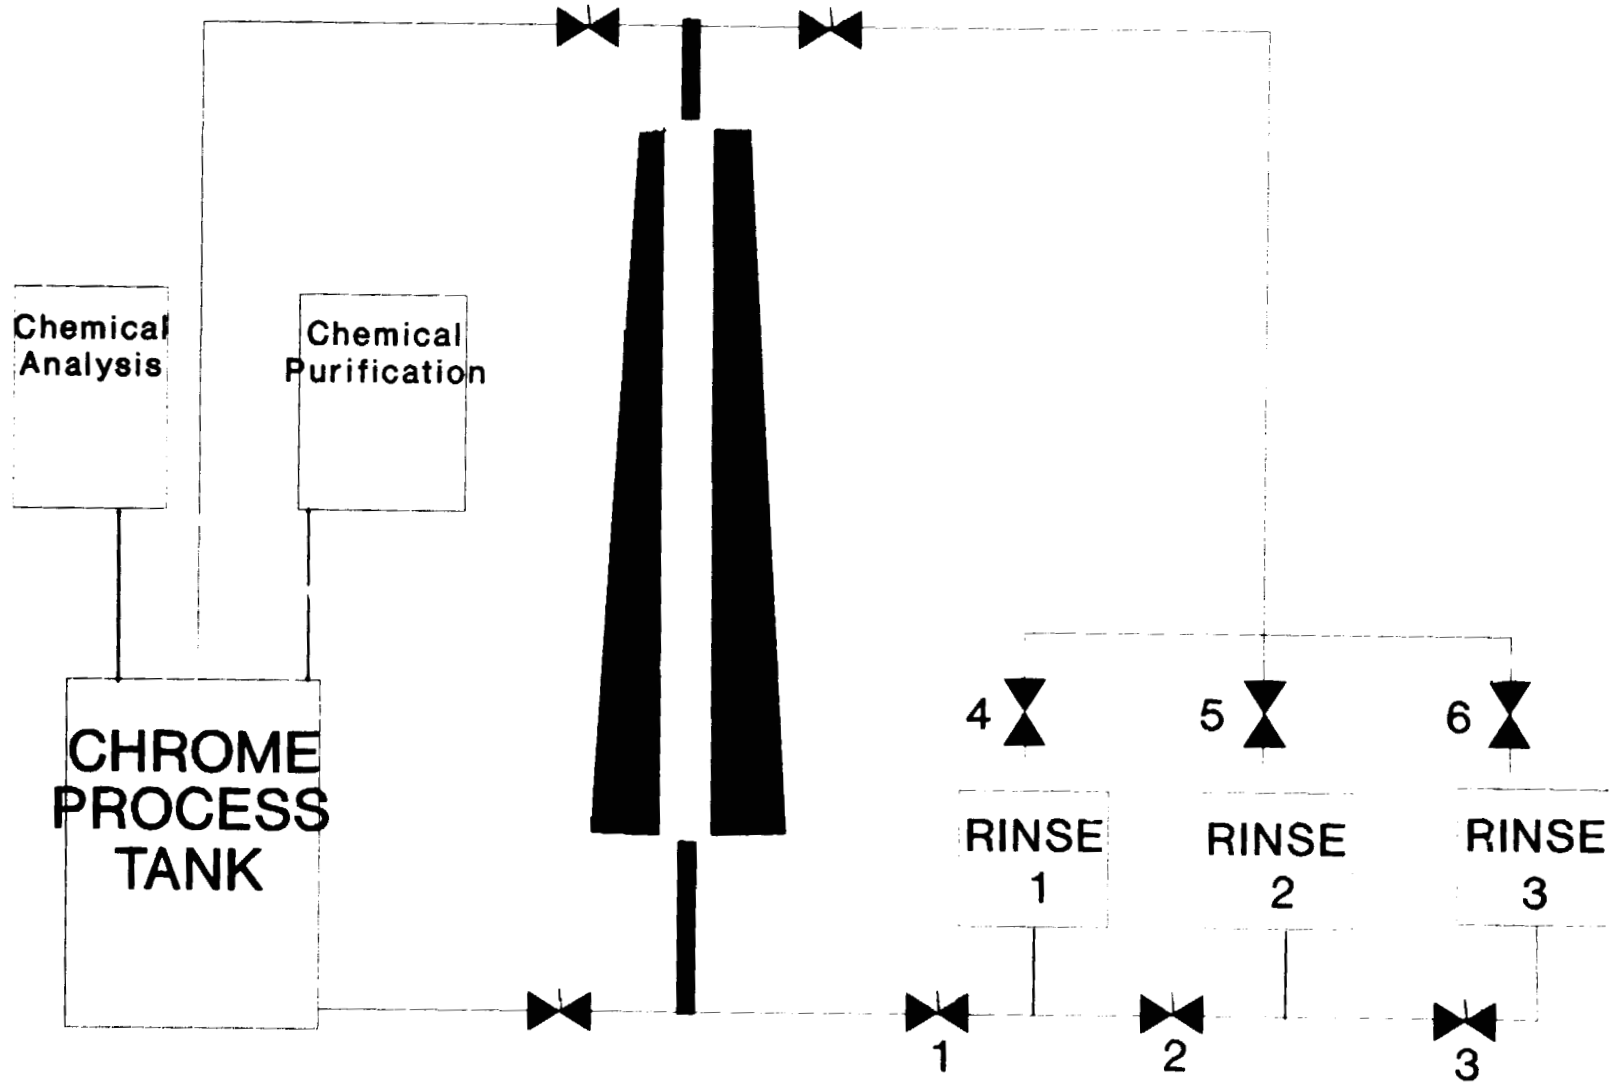 Chemical
Analysis
Chemical
Purification
CHROME
PROCESS
TANK
4
5
6
RINSE
1
RINSE
2
RINSE
3
1
2
3